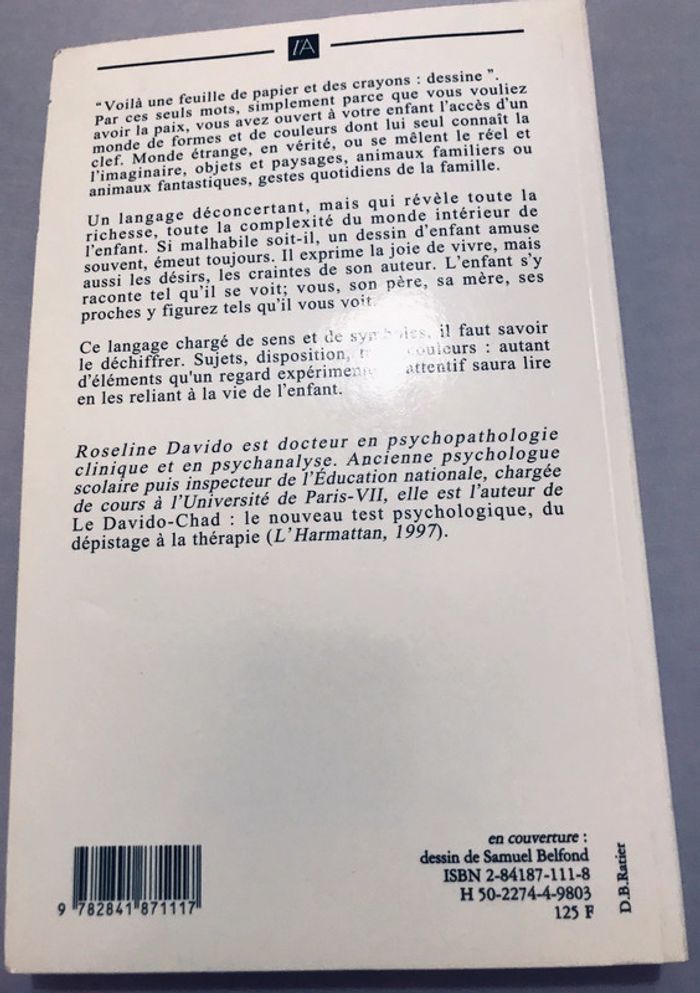 l'A
“Voilà une feuille de papier et des crayons : dessine”.
Par ces seuls mots, simplement parce que vous vouliez
avoir la paix, vous avez ouvert à votre enfant l'accès d'un
monde de formes et de couleurs dont lui seul connaît la
clef. Monde étrange, en vérité, ou se mêlent le réel et
l'imaginaire, objets et paysages, animaux familiers ou
animaux fantastiques, gestes quotidiens de la famille.
Un langage déconcertant, mais qui révèle toute la
richesse, toute la complexité du monde intérieur de
l'enfant. Si malhabile soit-il, un dessin d'enfant amuse
souvent, émeut toujours. Il exprime la joie de vivre, mais
aussi les désirs, les craintes de son auteur. L'enfant s'y
raconte tel qu'il se voit; vous, son père, sa mère, ses
proches y figurez tels qu'il vous voit.
Ce langage chargé de sens et de symboles, il faut savoir
le déchiffrer. Sujets, disposition, couleurs : autant
d'éléments qu'un regard attentif saura lire
en les reliant à la vie de l'enfant.
Roseline Davido est docteur en psychopathologie
clinique et en psychanalyse. Ancienne psychologue
scolaire puis inspecteur de l'Éducation nationale, chargée
de cours à l'Université de Paris-VII, elle est l'auteur de
Le Davido-Chad : le nouveau test psychologique, du
dépistage à la thérapie (L'Harmattan, 1997).
en couverture :
dessin de Samuel Belfond
ISBN 2-84187-111-8
H 50-2274-4-9803
125 F
D.B.Ratier
9 782841 871117